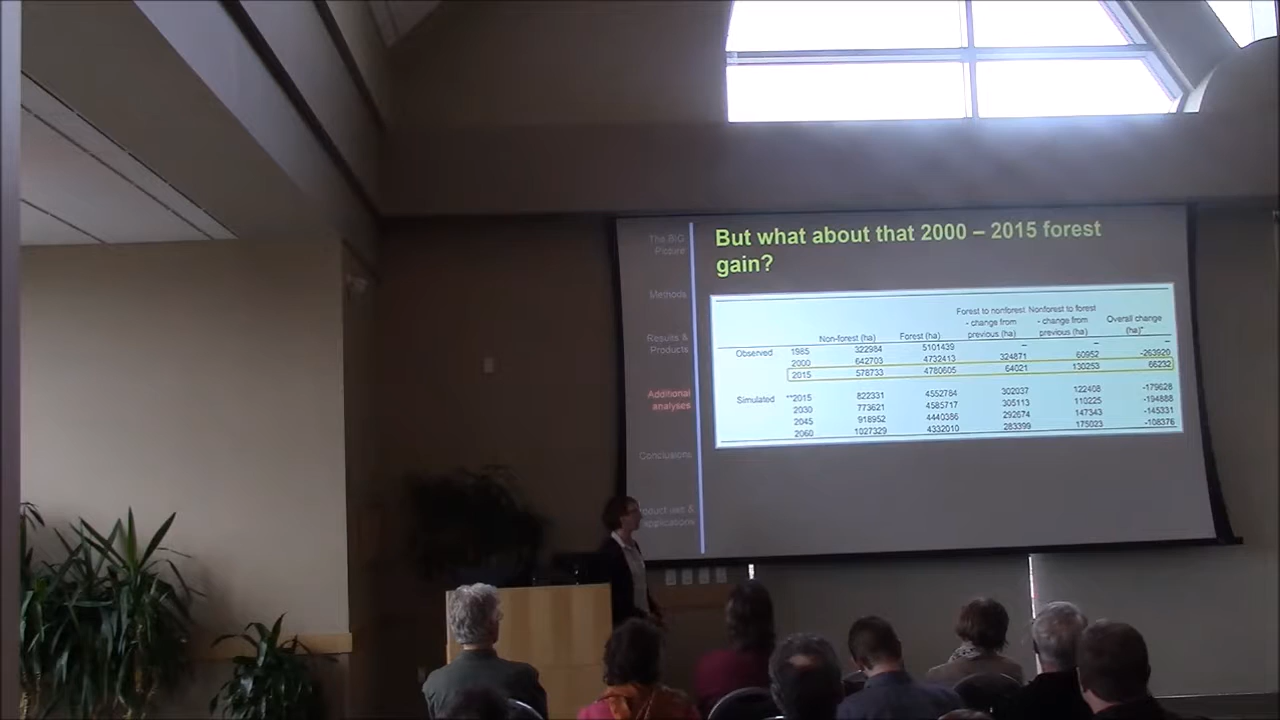 The BIG
Picture
Methods
Results &
Products
Additional
analyses
Conclusions
Product use &
applications
But what about that 2000 – 2015 forest
gain?
Forest to nonforest Nonforest to forest
- change from - change from Overall change
Non-forest (ha) Forest (ha) previous (ha) previous (ha) (ha)*
Observed 1985 322984 5101439 – – –
2000 642703 4732413 324871 60952 -263920
2015 578733 4780605 64021 130253 66232
Simulated **2015 822331 4552784 302037 122408 -179628
2030 773621 4585717 305113 110225 -194888
2045 918952 4440386 292674 147343 -145331
2060 1027329 4332010 283399 175023 -108376